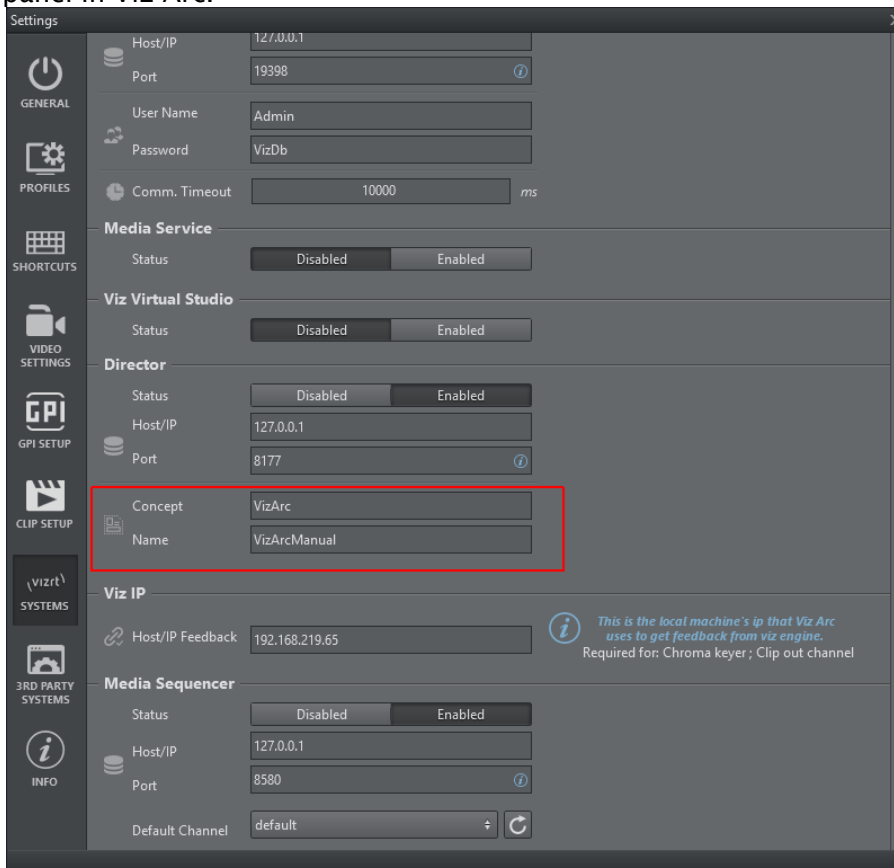 panel in Viz Arc.
Settings
GENERAL
PROFILES
SHORTCUTS
VIDEO
SETTINGS
GPI
GPI SETUP
CLIP SETUP
vizrt
SYSTEMS
3RD PARTY
SYSTEMS
INFO
Host/IP 127.0.0.1
Port 19398
User Name Admin
Password VizDb
Comm. Timeout 10000 ms
Media Service
Status Disabled Enabled
Viz Virtual Studio
Status Disabled Enabled
Director
Status Disabled Enabled
Host/IP 127.0.0.1
Port 8177
Concept VizArc
Name VizArcManual
Viz IP
Host/IP Feedback 192.168.219.65
This is the local machine's ip that Viz Arc
uses to get feedback from viz engine.
Required for: Chroma keyer ; Clip out channel
Media Sequencer
Status Disabled Enabled
Host/IP 127.0.0.1
Port 8580
Default Channel default